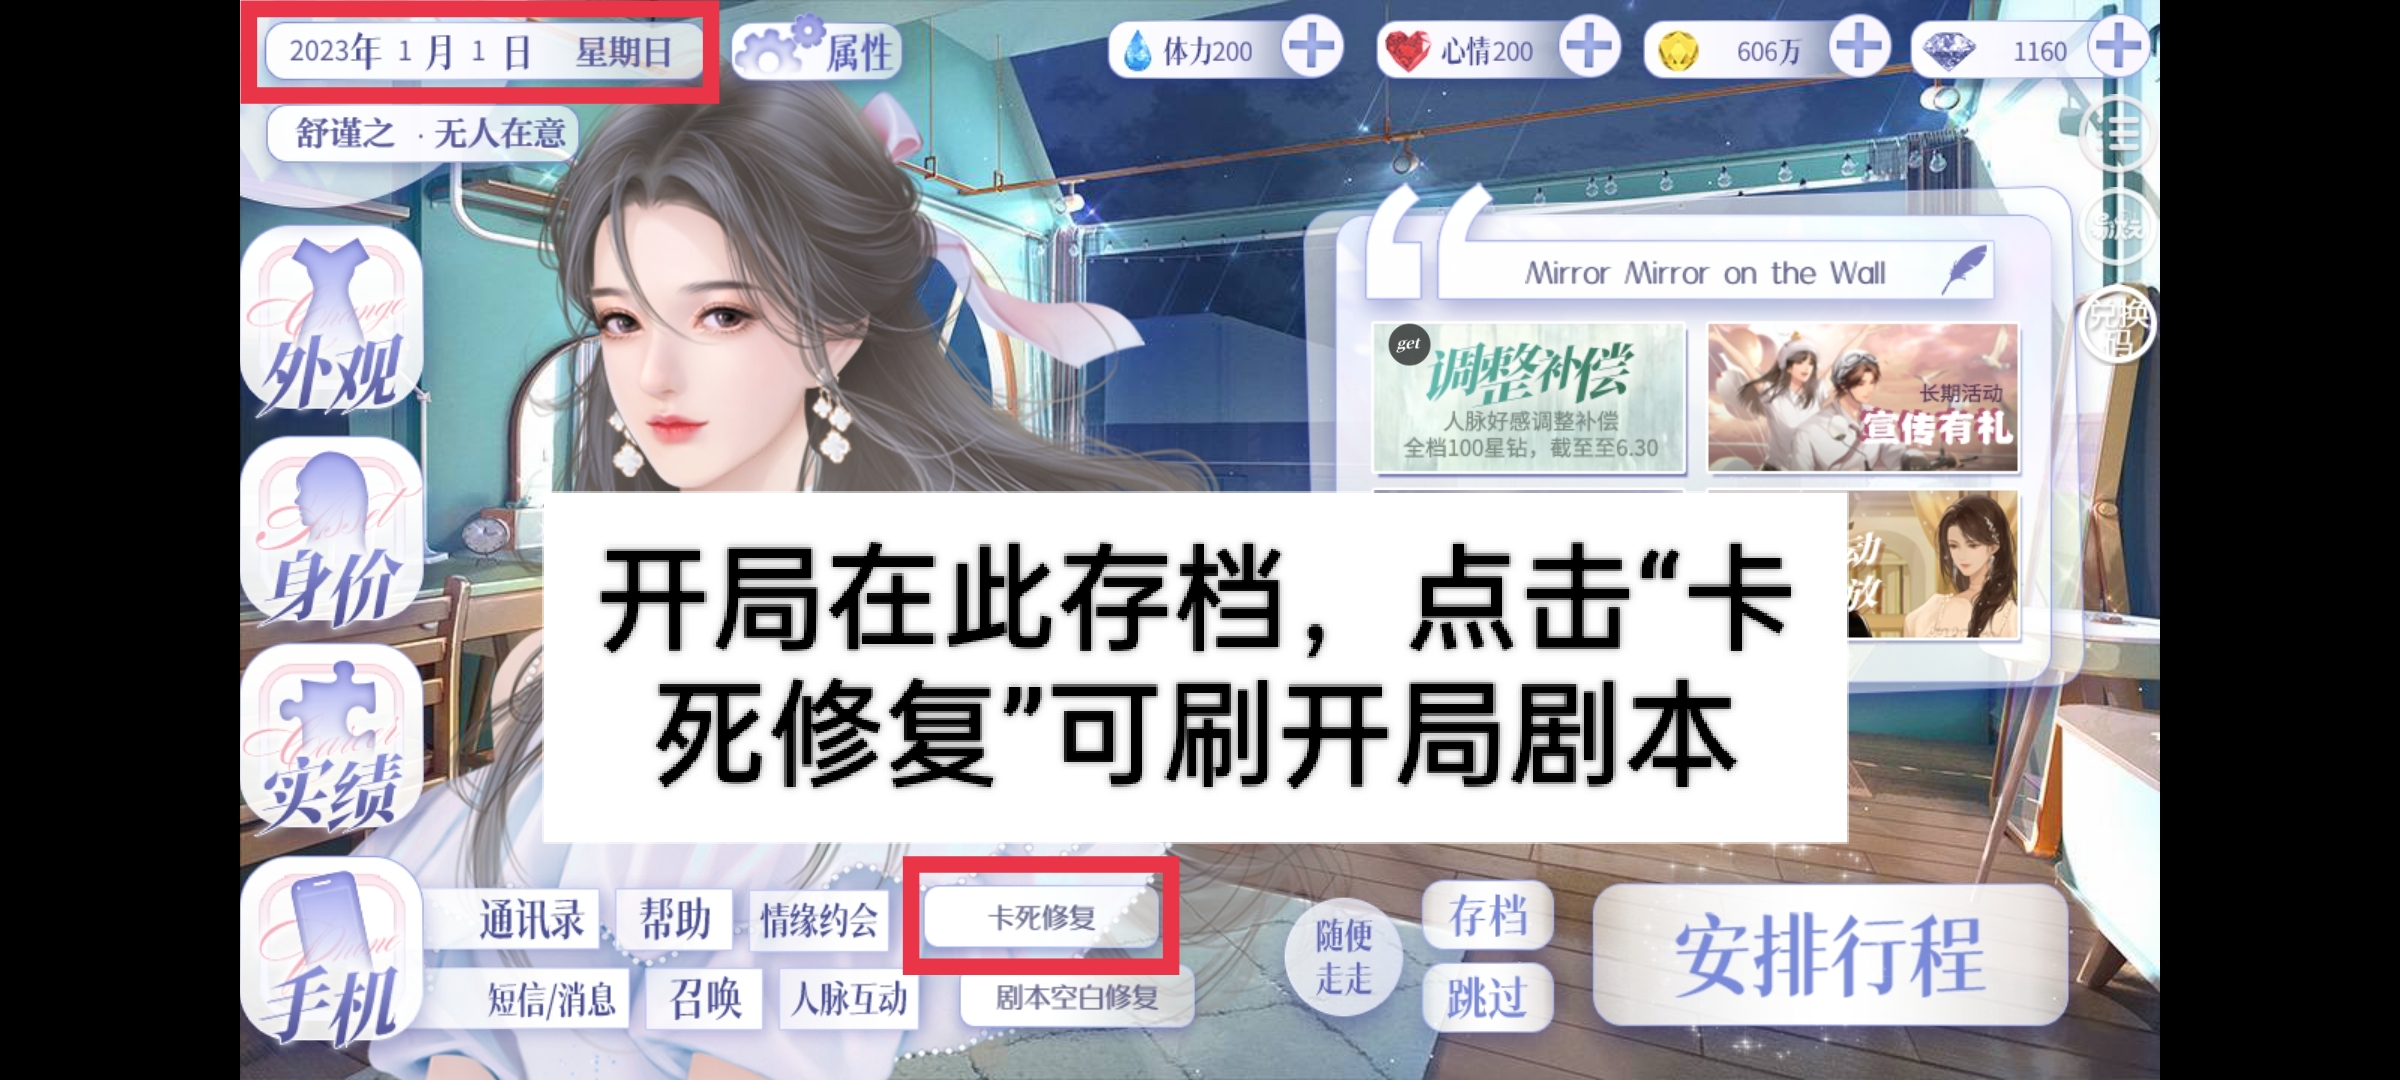 2023年 1 月 1 日 星期日
属性
体力200
心情200
606万
1160
舒谨之 · 无人在意
兑换
码
Change
外观
Mirror Mirror on the Wall
get
调整补偿
人脉好感调整补偿
全档100星钻，截至至6.30
长期活动
宣传有礼
Asset
身价
动
放
开局在此存档，点击“卡
死修复”可刷开局剧本
实绩
Phone
手机
通讯录
帮助
情缘约会
卡死修复
短信/消息
召唤
人脉互动
剧本空白修复
随便
走走
存档
跳过
安排行程